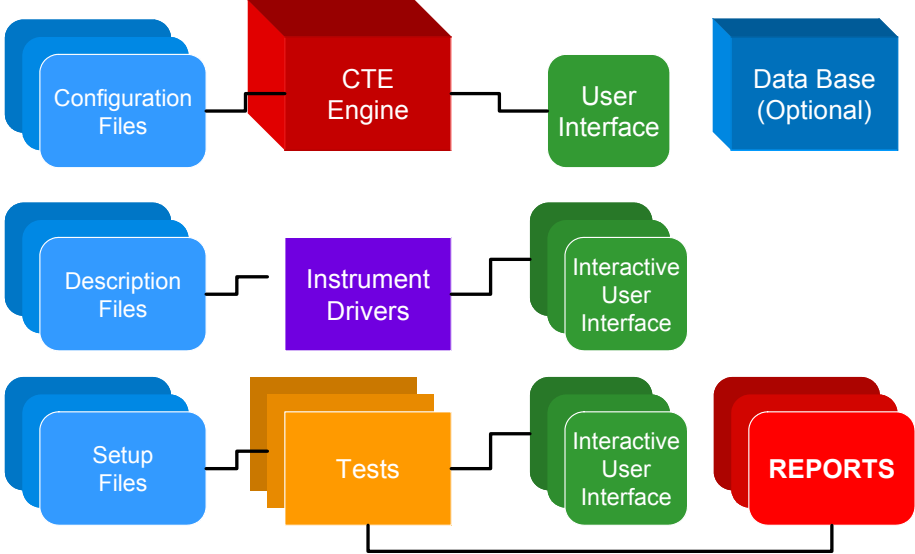 Configuration
Files
CTE
Engine
User
Interface
Data Base
(Optional)
Description
Files
Instrument
Drivers
Interactive
User
Interface
Setup
Files
Tests
Interactive
User
Interface
REPORTS